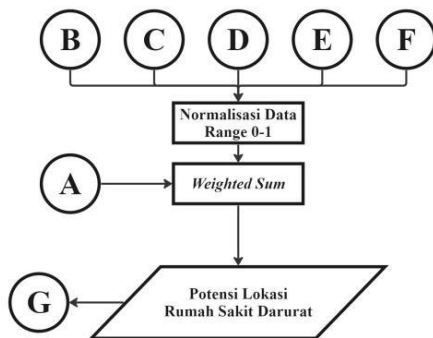 B C D E F
Normalisasi Data
Range 0-1
A
Weighted Sum
G
Potensi Lokasi
Rumah Sakit Darurat